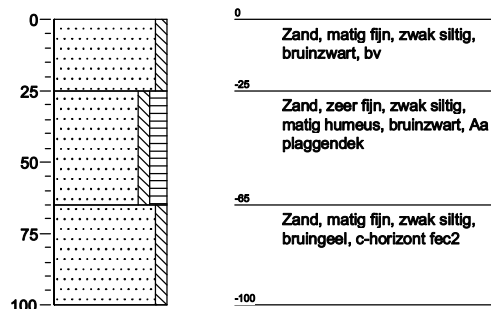 0
25
50
75
100
0
Zand, matig fijn, zwak siltig,
bruinzwart, bv
-25
Zand, zeer fijn, zwak siltig,
matig humeus, bruinzwart, Aa
plaggendek
-65
Zand, matig fijn, zwak siltig,
bruingeel, c-horizont fec2
-100